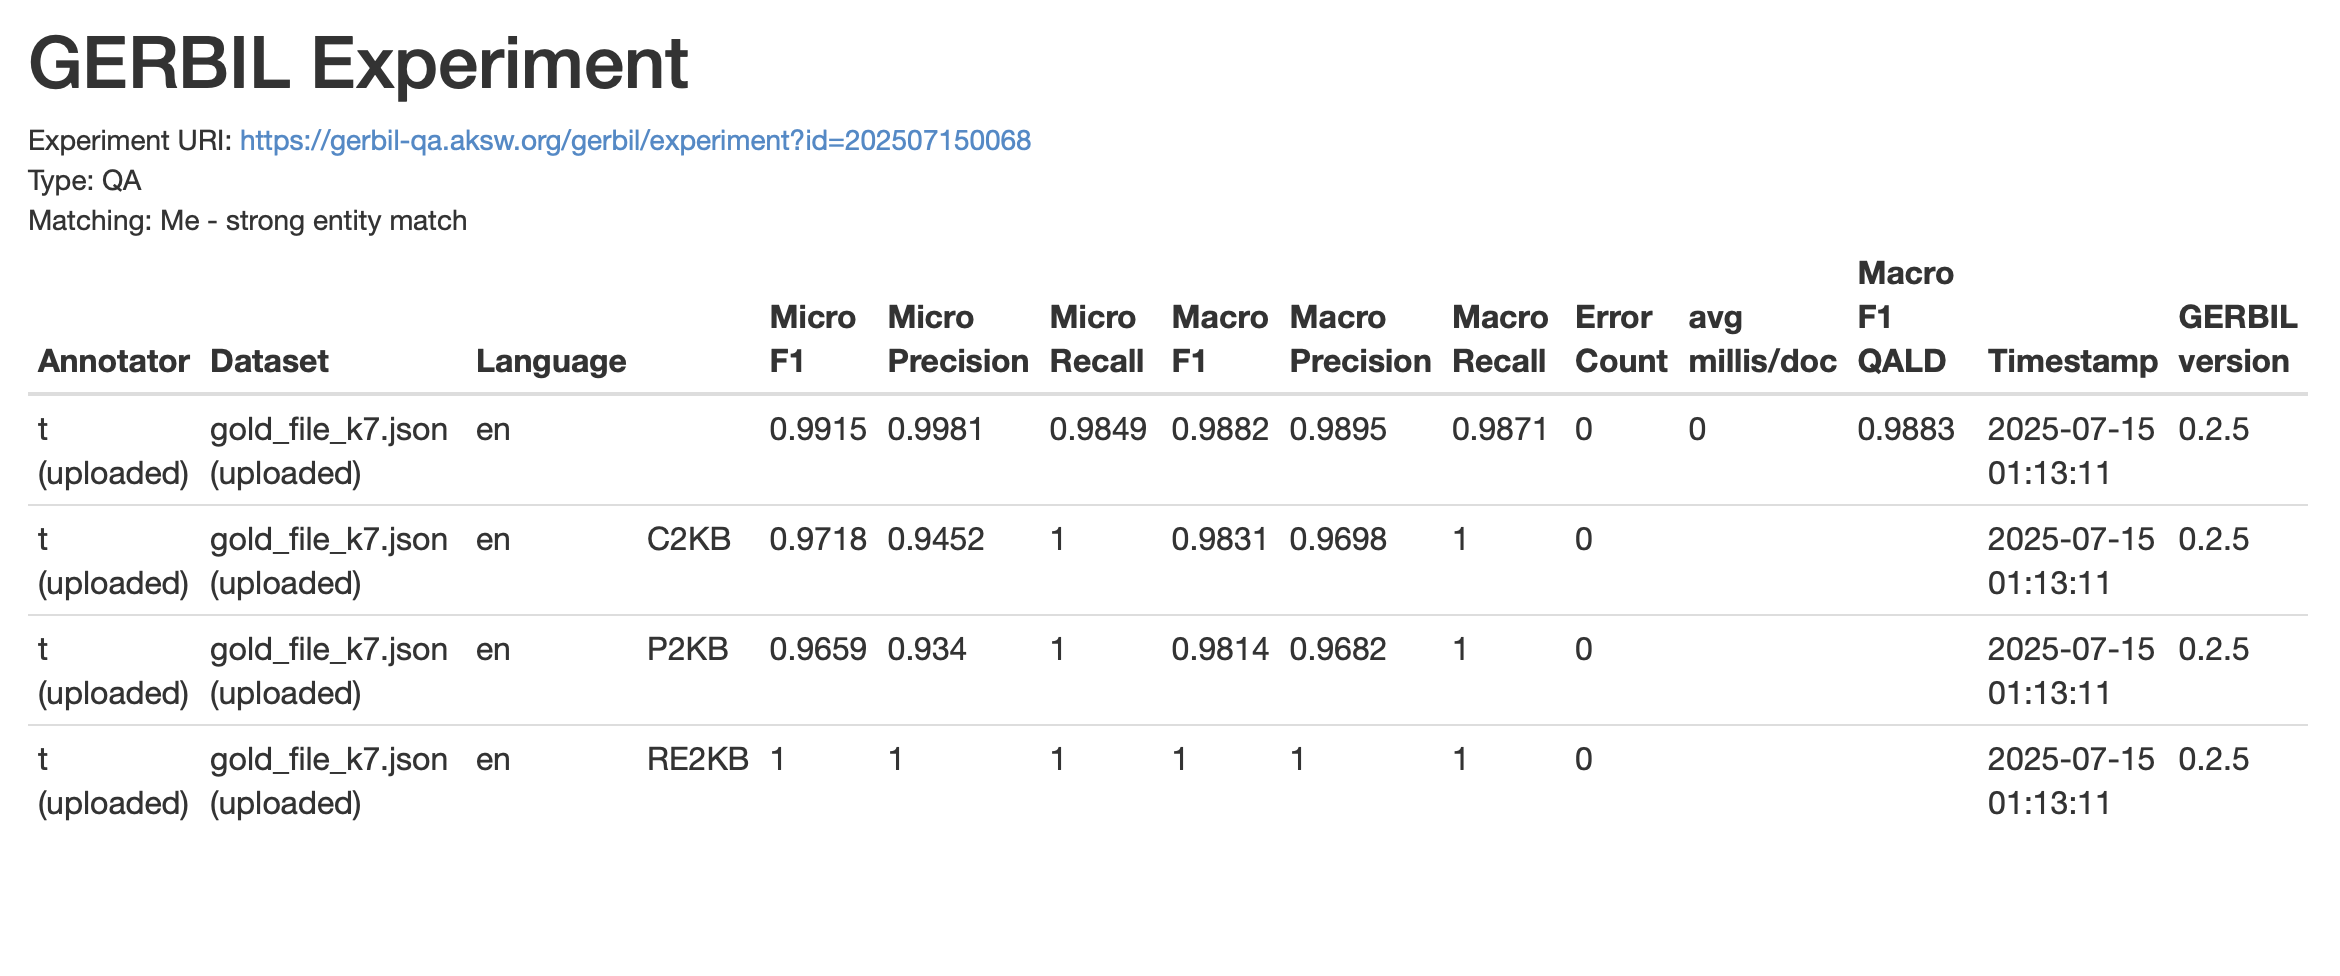 GERBIL Experiment
Experiment URI: https://gerbil-qa.aksw.org/gerbil/experiment?id=202507150068
Type: QA
Matching: Me - strong entity match
Annotator Dataset Language Micro F1 Micro Precision Micro Recall Macro F1 Macro Precision Macro Recall Error Count avg millis/doc Macro F1 QALD Timestamp GERBIL version
t (uploaded) gold_file_k7.json (uploaded) en 0.9915 0.9981 0.9849 0.9882 0.9895 0.9871 0 0 0.9883 2025-07-15 01:13:11 0.2.5
t (uploaded) gold_file_k7.json (uploaded) en C2KB 0.9718 0.9452 1 0.9831 0.9698 1 0 2025-07-15 01:13:11 0.2.5
t (uploaded) gold_file_k7.json (uploaded) en P2KB 0.9659 0.934 1 0.9814 0.9682 1 0 2025-07-15 01:13:11 0.2.5
t (uploaded) gold_file_k7.json (uploaded) en RE2KB 1 1 1 1 1 1 0 2025-07-15 01:13:11 0.2.5